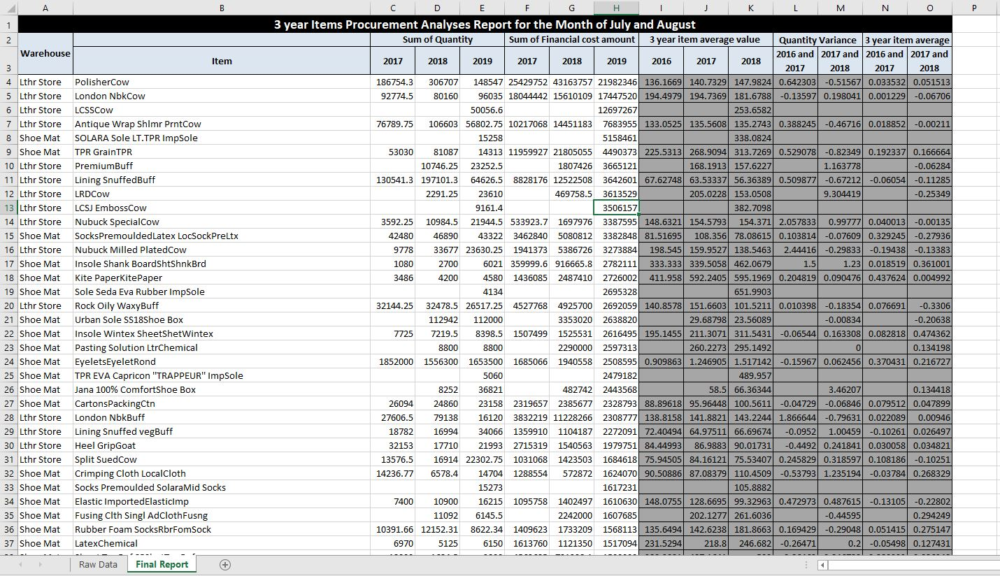 A B C D E F G H I J K L M N O P
1 3 year Items Procurement Analyses Report for the Month of July and August
2 Warehouse Sum of Quantity Sum of Financial cost amount 3 year item average value Quantity Variance 3 year item average
3 Item 2017 2018 2019 2017 2018 2019 2016 2017 2018 2016 and 2017 2017 and 2018 2016 and 2017 2017 and 2018
4 Lthr Store PolisherCow 186754.3 306707 148547 25429752 43163757 21982346 136.1669 140.7329 147.9824 0.642303 -0.51567 0.033532 0.051513
5 Lthr Store London NbkCow 92774.5 80160 96035 18044442 15610109 17447520 194.4979 194.7369 181.6788 -0.13597 0.198041 0.001229 -0.06706
6 Lthr Store LCSSCow 50056.6 12697267 253.6582
7 Lthr Store Antique Wrap Shlmr PrntCow 76789.75 106603 56802.75 10217068 14451183 7683955 133.0525 135.5608 135.2743 0.388245 -0.46716 0.018852 -0.00211
8 Shoe Mat SOLARA Sole LT.TPR ImpSole 15258 5158461 338.0824
9 Shoe Mat TPR GrainTPR 53030 81087 14313 11959927 21805055 4490373 225.5313 268.9094 313.7269 0.529078 -0.82349 0.192337 0.166664
10 Lthr Store PremiumBuff 10746.25 23252.5 1807426 3665121 168.1913 157.6227 1.163778 -0.06284
11 Lthr Store Lining SnuffedBuff 130541.3 197101.3 64626.5 8828176 12522508 3642601 67.62748 63.53337 56.36389 0.509877 -0.67212 -0.06054 -0.11285
12 Lthr Store LRDCow 2291.25 23610 469758.5 3613529 205.0228 153.0508 9.304419 -0.25349
13 Lthr Store LCSJ EmbossCow 9161.4 3506157 382.7098
14 Lthr Store Nubuck SpecialCow 3592.25 10984.5 21944.5 533923.7 1697976 3387595 148.6321 154.5793 154.371 2.057833 0.99777 0.040013 -0.00135
15 Shoe Mat SocksPremouldedLatex LocSockPreLtx 42480 46890 43322 3462840 5080812 3382848 81.51695 108.356 78.08615 0.103814 -0.07609 0.329245 -0.27936
16 Lthr Store Nubuck Milled PlatedCow 9778 33677 23630.25 1941373 5386726 3273884 198.545 159.9527 138.5463 2.44416 -0.29833 -0.19438 -0.13383
17 Shoe Mat Insole Shank BoardShtShnkBrd 1080 2700 6021 359999.6 916665.8 2782111 333.333 339.5058 462.0679 1.5 1.23 0.018519 0.361001
18 Shoe Mat Kite PaperKitePaper 3486 4200 4580 1436085 2487410 2726002 411.958 592.2405 595.1969 0.204819 0.090476 0.437624 0.004992
19 Shoe Mat Sole Seda Eva Rubber ImpSole 4134 2695328 651.9903
20 Lthr Store Rock Oily WaxyBuff 32144.25 32478.5 26517.25 4527768 4925700 2692059 140.8578 151.6603 101.5211 0.010398 -0.18354 0.076691 -0.3306
21 Shoe Mat Urban Sole SS18Shoe Box 112942 112000 3353020 2638820 29.68798 23.56089 -0.00834 -0.20638
22 Shoe Mat Insole Wintex SheetShetWintex 7725 7219.5 8398.5 1507499 1525531 2616495 195.1455 211.3071 311.5431 -0.06544 0.163308 0.082818 0.474362
23 Shoe Mat Pasting Solution LtrChemical 8800 8800 2290000 2597313 260.2273 295.1492 0 0.134198
24 Shoe Mat EyeletsEyeletRond 1852000 1556300 1653500 1685066 1940558 2508595 0.909863 1.246905 1.517142 -0.15967 0.062456 0.370431 0.216727
25 Shoe Mat TPR EVA Capricon "TRAPPEUR" ImpSole 5060 2479182 489.957
26 Shoe Mat Jana 100% ComfortShoe Box 8252 36821 482742 2443568 58.5 66.36344 3.46207 0.134418
27 Shoe Mat CartonsPackingCtn 26094 24860 23158 2319657 2385677 2328793 88.89618 95.96448 100.5611 -0.04729 -0.06846 0.079512 0.047899
28 Lthr Store London NbkBuff 27606.5 79138 16120 3832219 11228266 2308777 138.8158 141.8821 143.2244 1.866644 -0.79631 0.022089 0.00946
29 Lthr Store Lining Snuffed vegBuff 18782 16994 34066 1359910 1104187 2272091 72.40494 64.97511 66.69674 -0.0952 1.00459 -0.10261 0.026497
30 Lthr Store Heel GripGoat 32153 17710 21993 2715319 1540563 1979751 84.44993 86.9883 90.01731 -0.4492 0.241841 0.030058 0.034821
31 Lthr Store Split SuedCow 13576.5 16914 22302.75 1031068 1423503 1684618 75.94505 84.16121 75.53407 0.245829 0.318597 0.108186 -0.10251
32 Shoe Mat Crimping Cloth LocalCloth 14236.77 6578.4 14704 1288554 572872 1624070 90.50886 87.08379 110.4509 -0.53793 1.235194 -0.03784 0.268329
33 Shoe Mat Socks Premoulded SolaraMid Socks 15273 1617231 105.8882
34 Shoe Mat Elastic ImportedElasticImp 7400 10900 16215 1095758 1402497 1610630 148.0755 128.6695 99.32963 0.472973 0.487615 -0.13105 -0.22802
35 Shoe Mat Fusing Clth Singl AdClothFusng 11092 6145.5 2242000 1607685 202.1277 261.6036 -0.44595 0.294249
36 Shoe Mat Rubber Foam SocksRbrFomSock 10391.66 12152.31 8622.34 1409623 1733209 1568113 135.6494 142.6238 181.8663 0.169429 -0.29048 0.051415 0.275147
37 Shoe Mat LatexChemical 6970 5125 6150 1613760 1121350 1517094 231.5294 218.8 246.682 -0.26471 0.2 -0.05498 0.127431
Raw Data Final Report